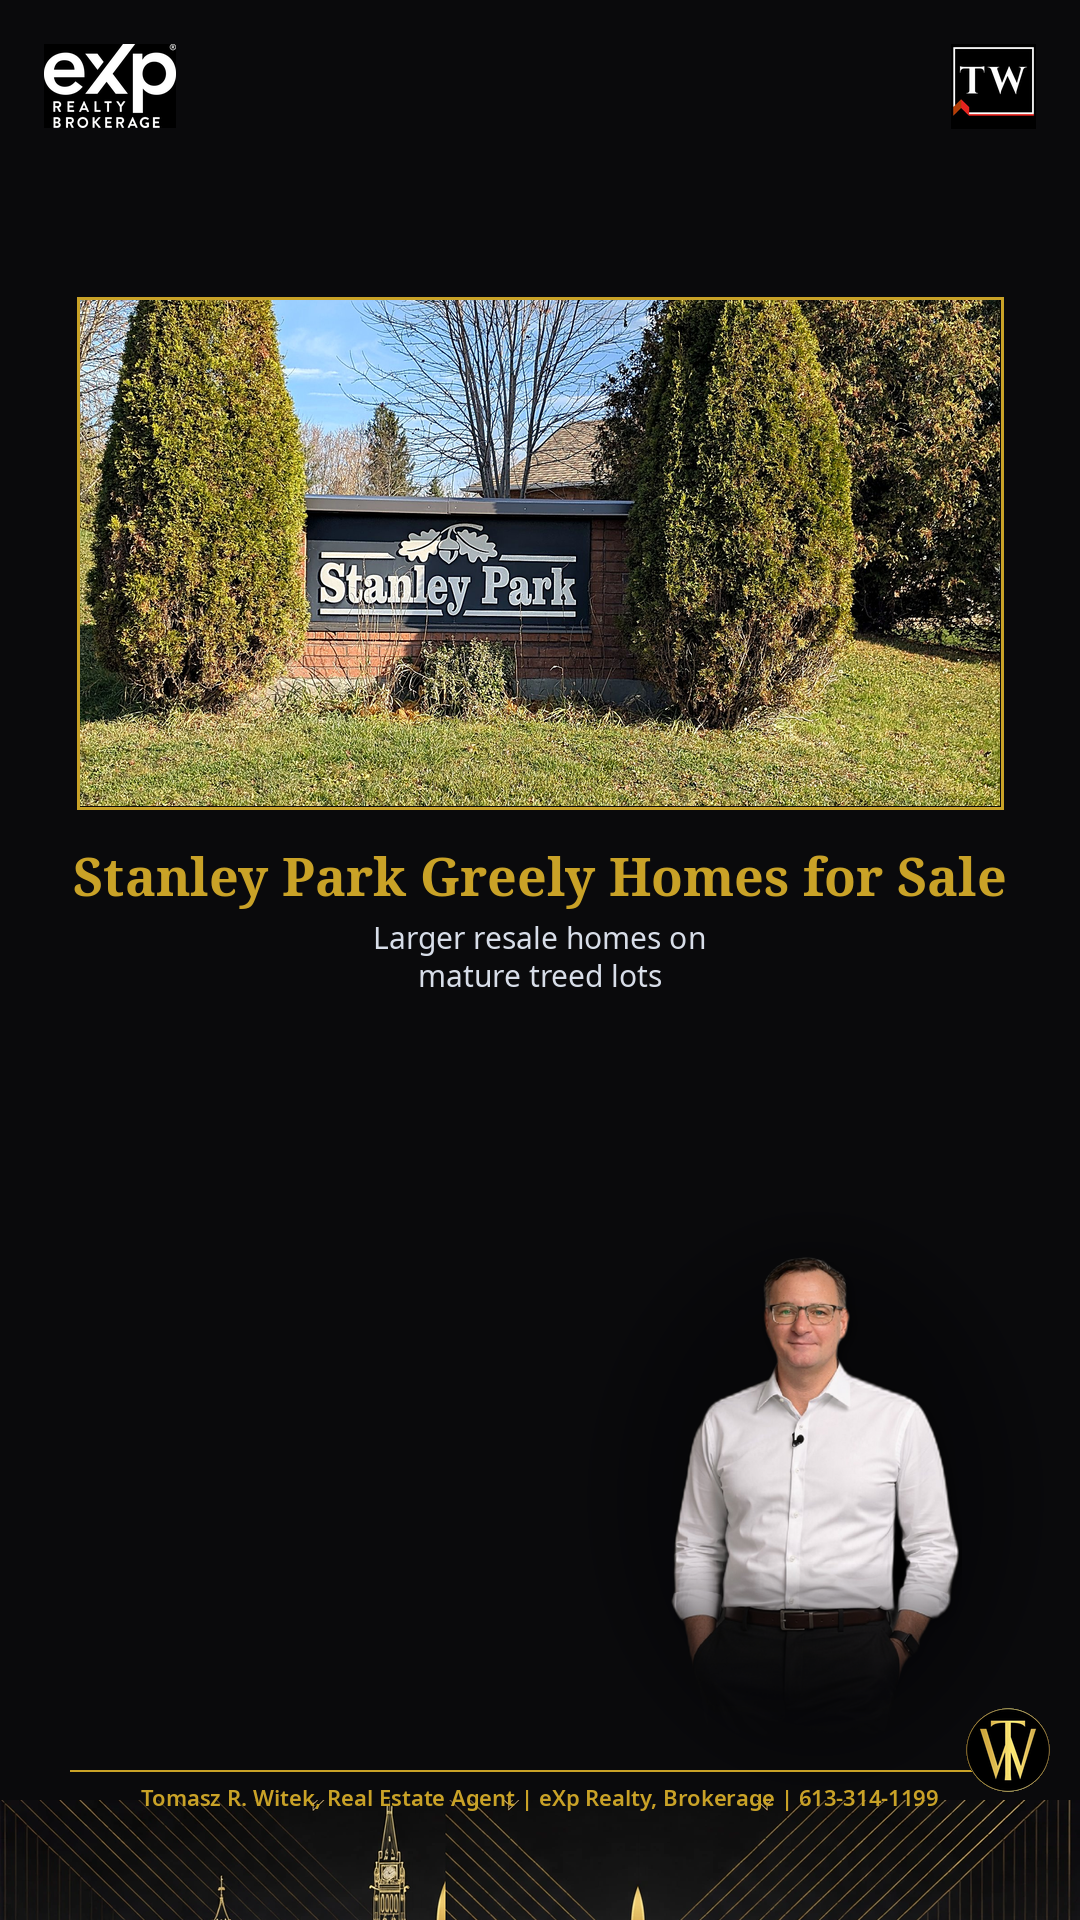 eXp®
REALTY
BROKERAGE
TW
Stanley Park
Stanley Park Greely Homes for Sale
Larger resale homes on
mature treed lots
TW
Tomasz R. Witek, Real Estate Agent | eXp Realty, Brokerage | 613-314-1199